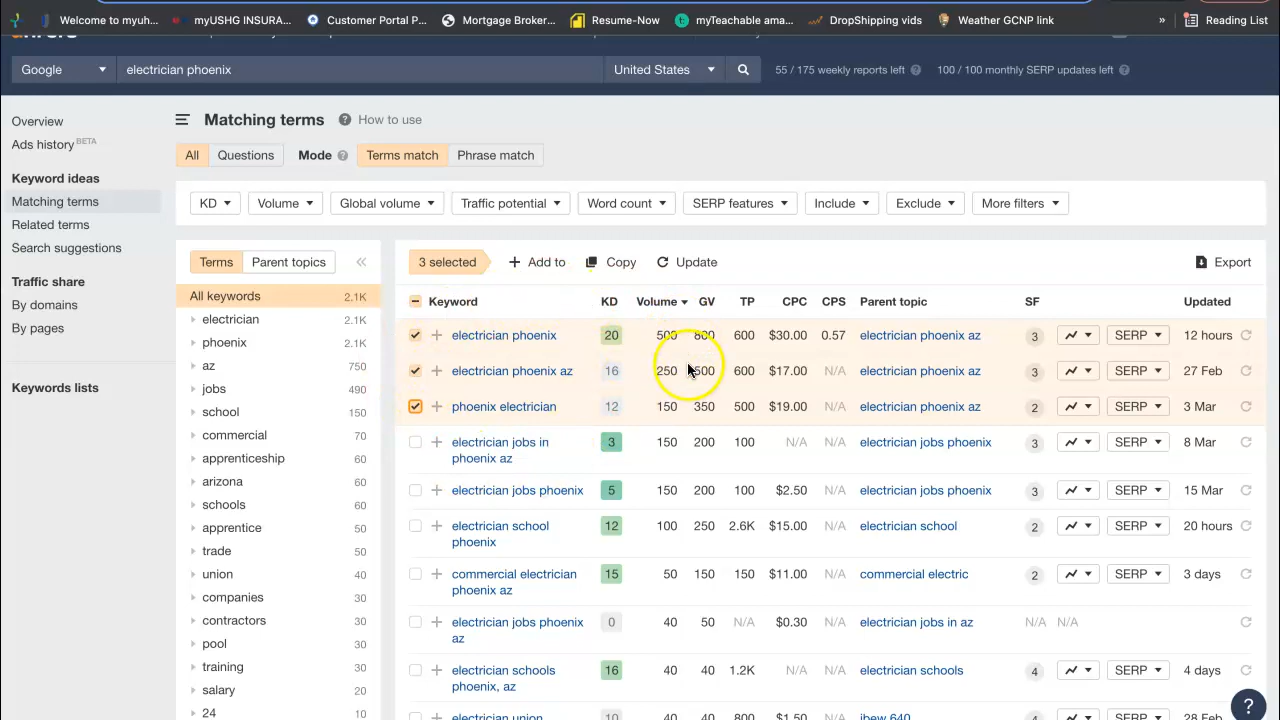 Welcome to myuh...
myUSHG INSURA...
Customer Portal P...
Mortgage Broker...
Resume-Now
myTeachable ama...
DropShipping vids
Weather GCNP link
»
Reading List
Google
electrician phoenix
United States
55 / 175 weekly reports left
100 / 100 monthly SERP updates left
Overview
Ads history BETA
Keyword ideas
Matching terms
Related terms
Search suggestions
Traffic share
By domains
By pages
Keywords lists
Matching terms
How to use
All
Questions
Mode
Terms match
Phrase match
KD
Volume
Global volume
Traffic potential
Word count
SERP features
Include
Exclude
More filters
Terms
Parent topics
«
All keywords 2.1K
electrician 2.1K
phoenix 2.1K
az 750
jobs 490
school 150
commercial 70
apprenticeship 60
arizona 60
schools 60
apprentice 50
trade 50
union 40
companies 30
contractors 30
pool 30
training 30
salary 20
24 10
3 selected
+ Add to
Copy
Update
Export
Keyword KD Volume GV TP CPC CPS Parent topic SF Updated
electrician phoenix 20 500 800 600 $30.00 0.57 electrician phoenix az 3 SERP 12 hours
electrician phoenix az 16 250 500 600 $17.00 N/A electrician phoenix az 3 SERP 27 Feb
phoenix electrician 12 150 350 500 $19.00 N/A electrician phoenix az 2 SERP 3 Mar
electrician jobs in 3 150 200 100 N/A N/A electrician jobs phoenix 3 SERP 8 Mar
phoenix az
electrician jobs phoenix 5 150 200 100 $2.50 N/A electrician jobs phoenix 3 SERP 15 Mar
electrician school 12 100 250 2.6K $15.00 N/A electrician school 2 SERP 20 hours
phoenix
commercial electrician 15 50 150 150 $11.00 N/A commercial electric 2 SERP 3 days
phoenix az
electrician jobs phoenix 0 40 50 N/A $0.30 N/A electrician jobs in az N/A N/A
az
electrician schools 16 40 40 1.2K N/A N/A electrician schools 4 SERP 4 days
phoenix, az
electrician union 10 40 40 800 $1.50 N/A ibew 640 4 SERP 28 Feb
?